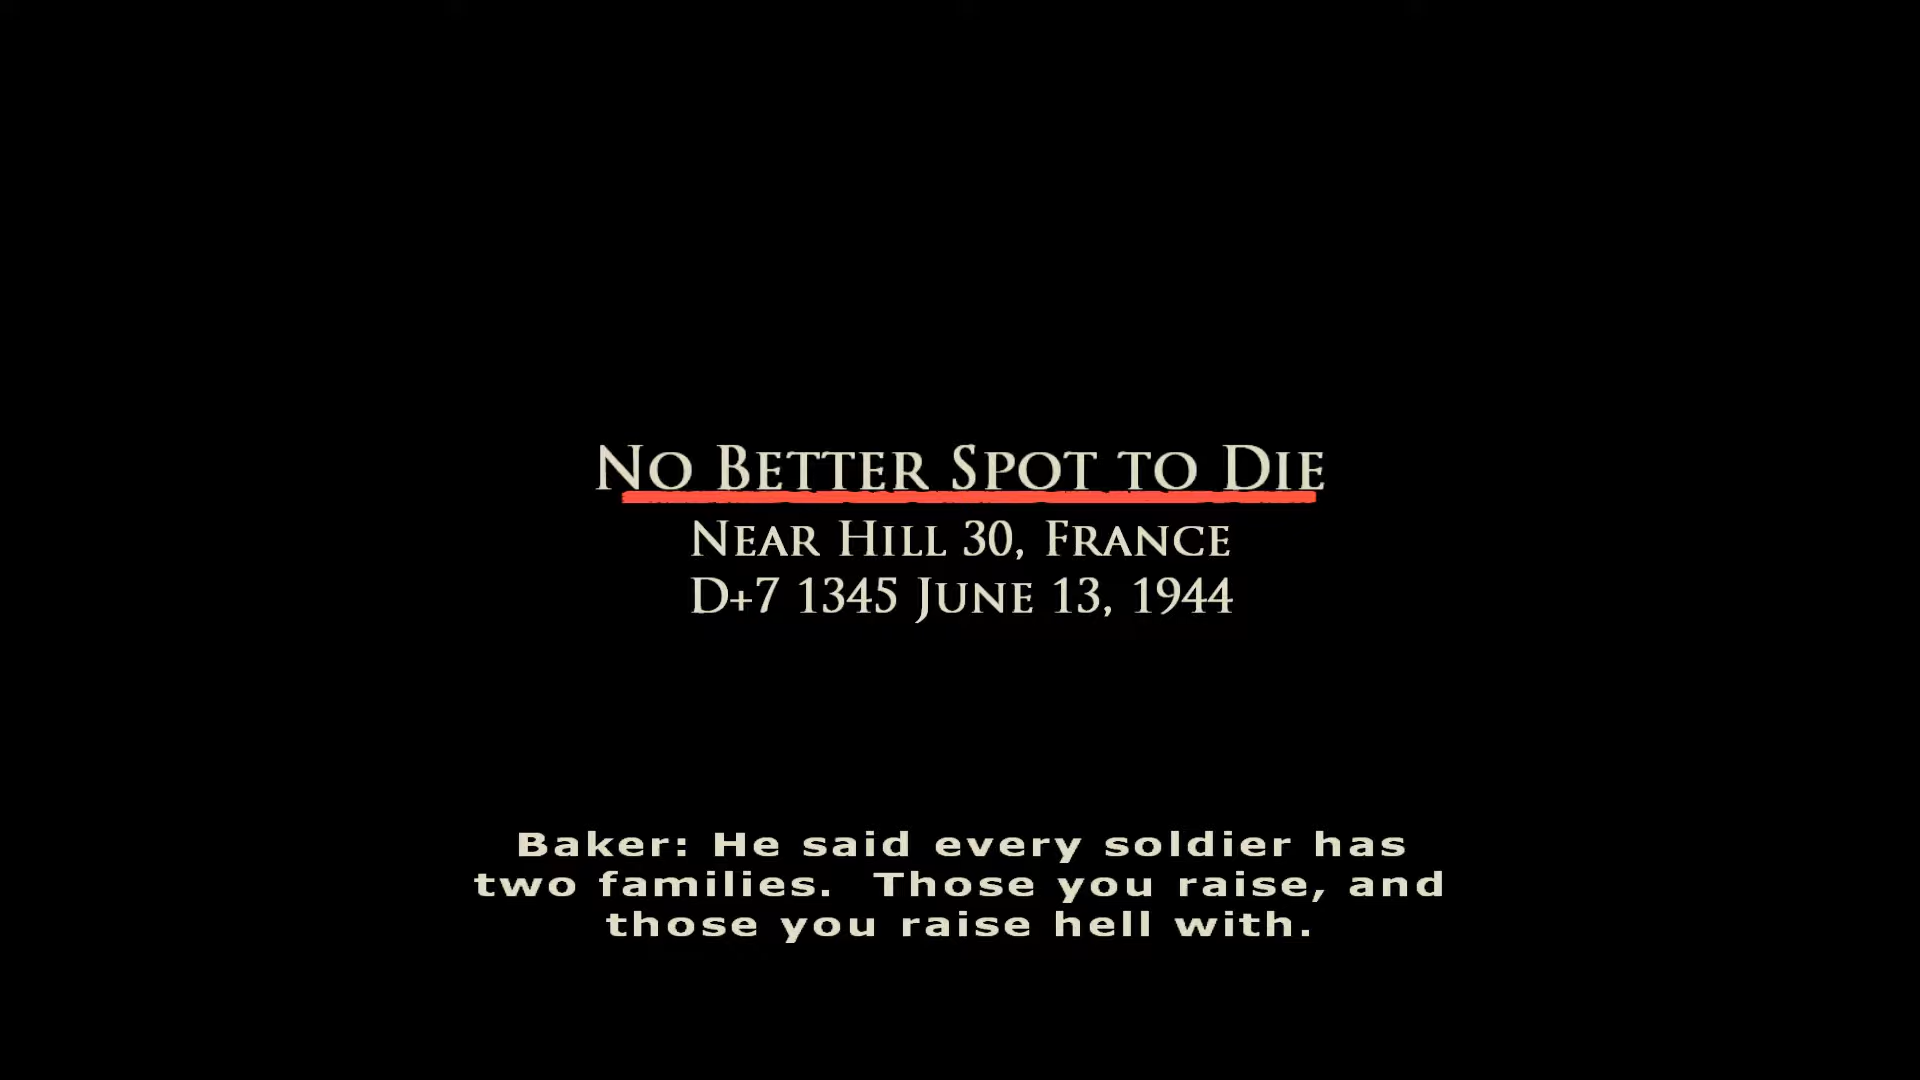 No Better Spot to Die
Near Hill 30, France
D+7 1345 June 13, 1944
Baker: He said every soldier has
two families.  Those you raise, and
those you raise hell with.